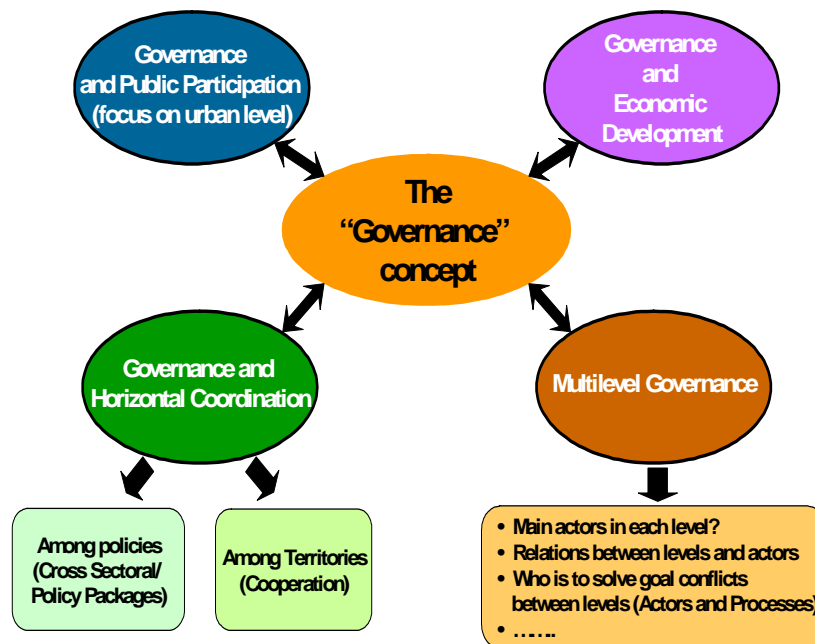 Governance
and Public Participation
(focus on urban level)
Governance
and
Economic
Development
The
“Governance”
concept
Governance and
Horizontal Coordination
Multilevel Governance
Among policies
(Cross Sectoral/
Policy Packages)
Among Territories
(Cooperation)
• Main actors in each level?
• Relations between levels and actors
• Who is to solve goal conflicts
between levels (Actors and Processes)
• ……..